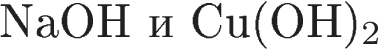 NaOH и Cu(OH)₂